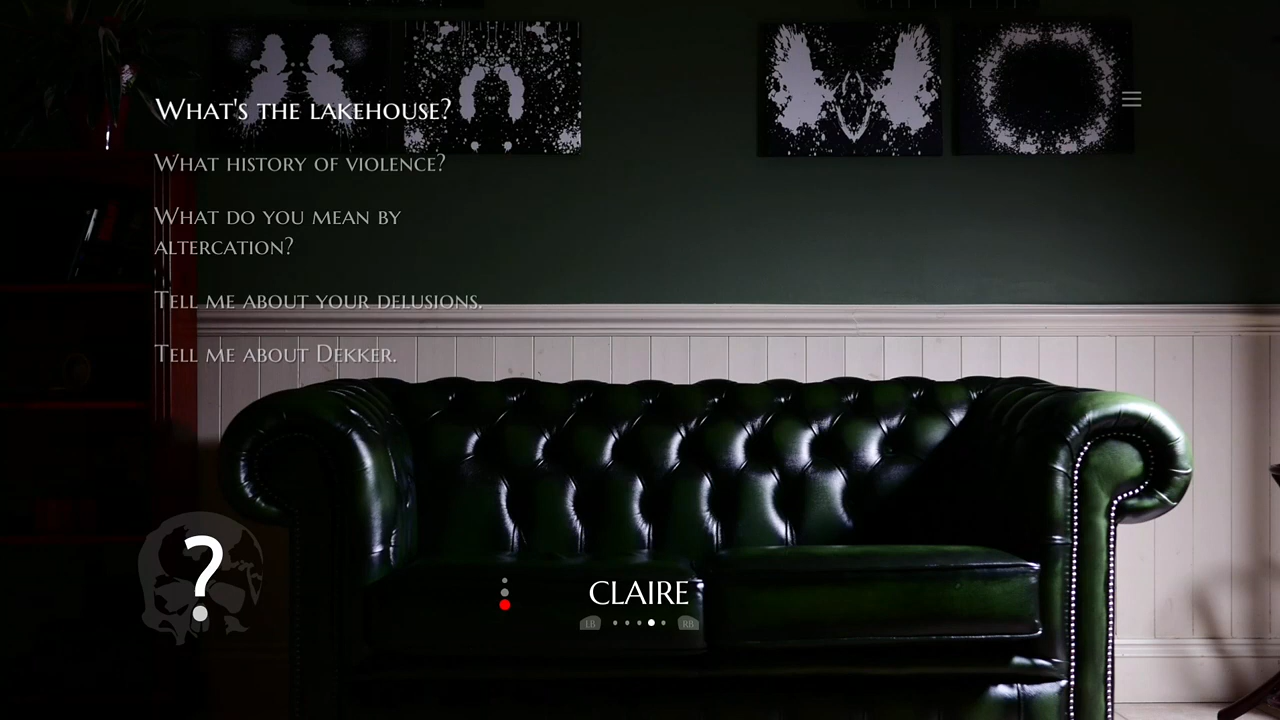 What's the lakehouse?
What history of violence?
What do you mean by
altercation?
Tell me about your delusions.
Tell me about Dekker.
?
CLAIRE
LB
RB